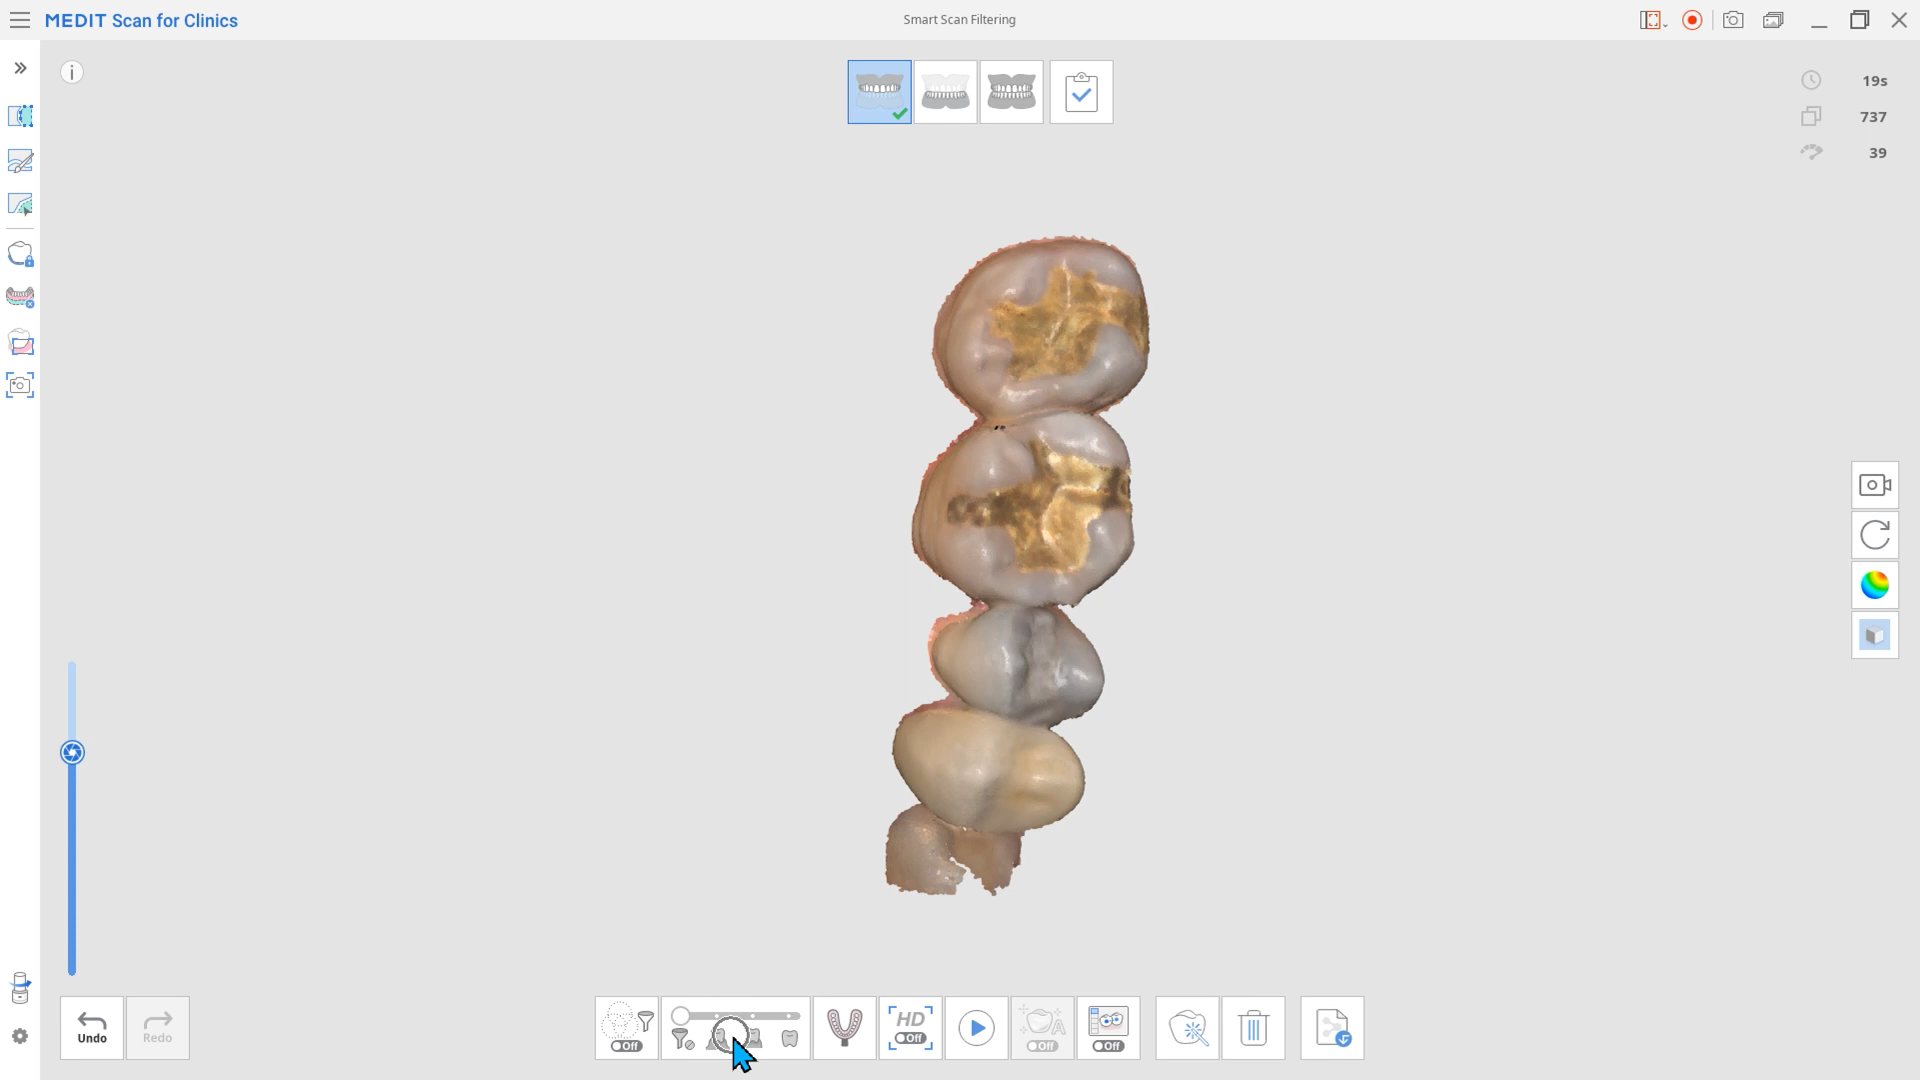 MEDIT Scan for Clinics
Smart Scan Filtering
i
19s
737
39
Undo
Redo
Off
HD
Off
A
Off
Off